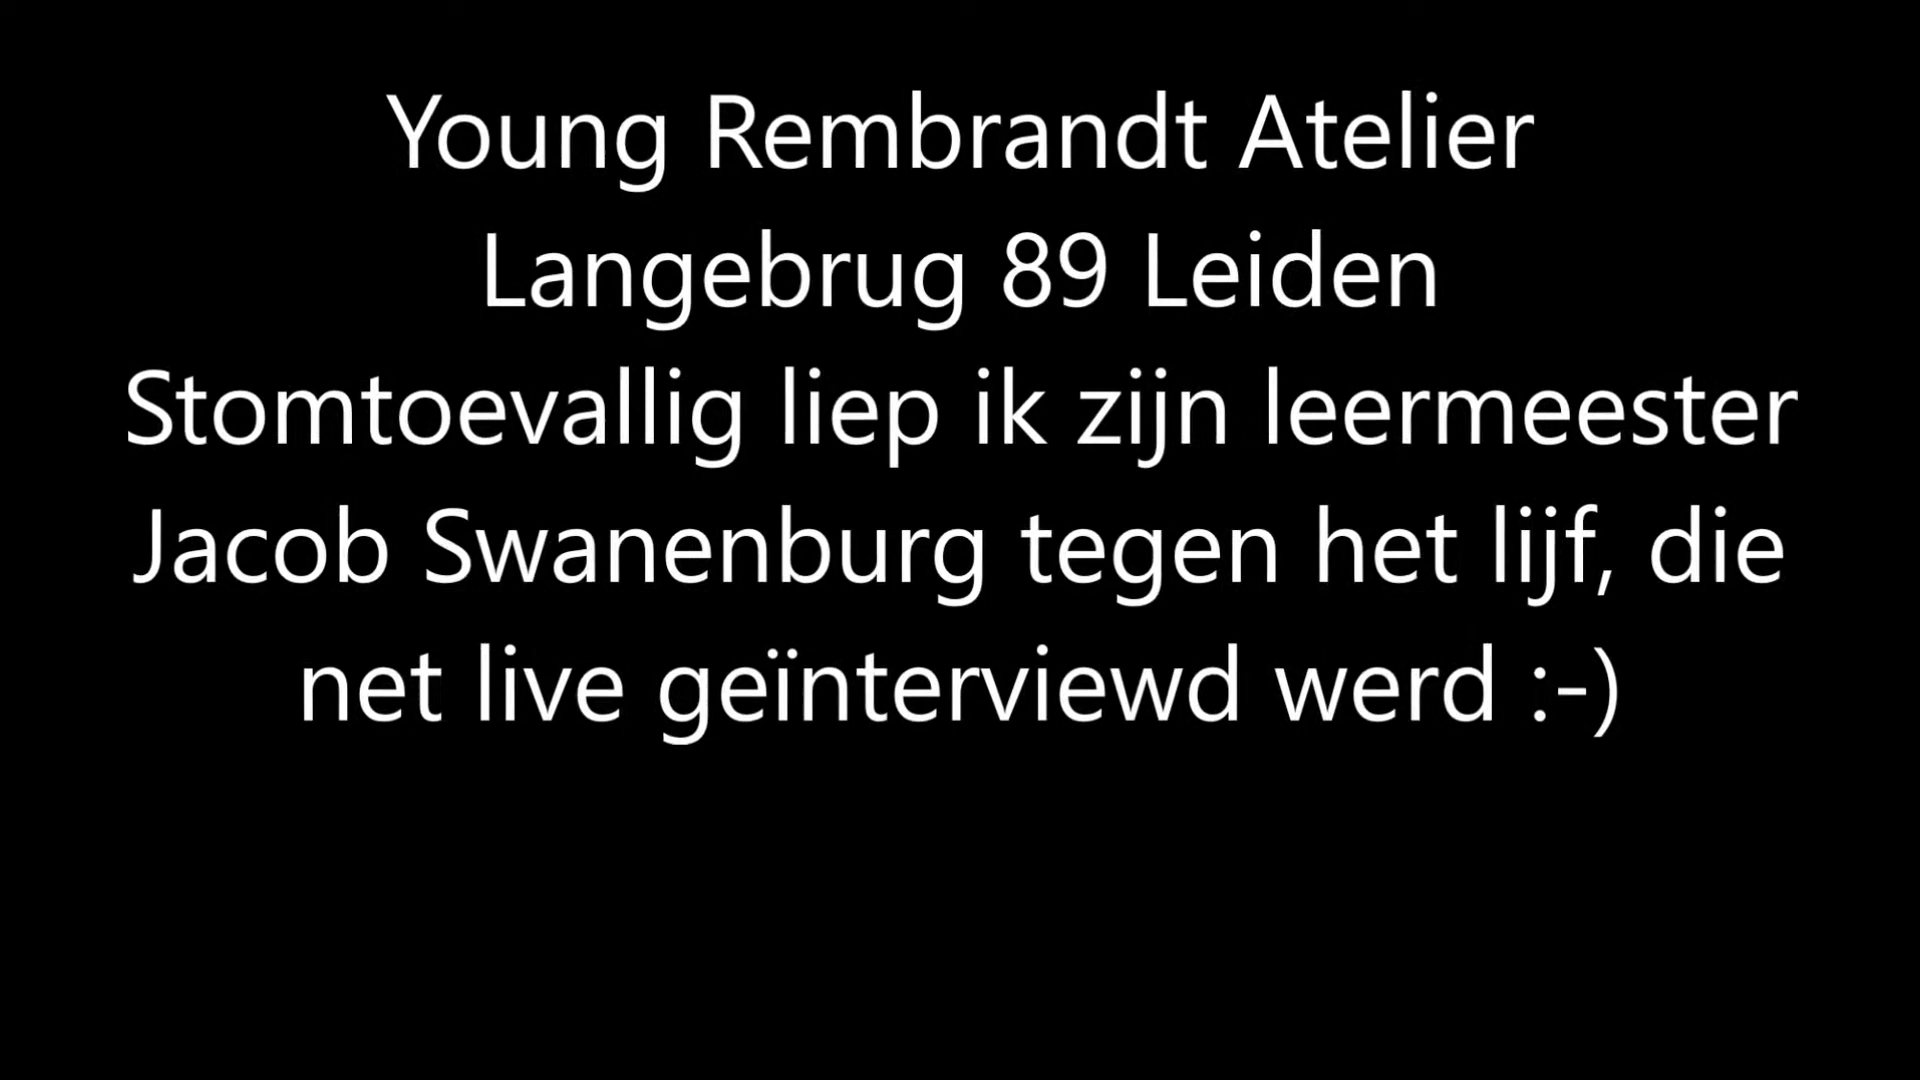 Young Rembrandt Atelier
Langebrug 89 Leiden
Stomtoevallig liep ik zijn leermeester
Jacob Swanenburg tegen het lijf, die
net live geïnterviewd werd :-)